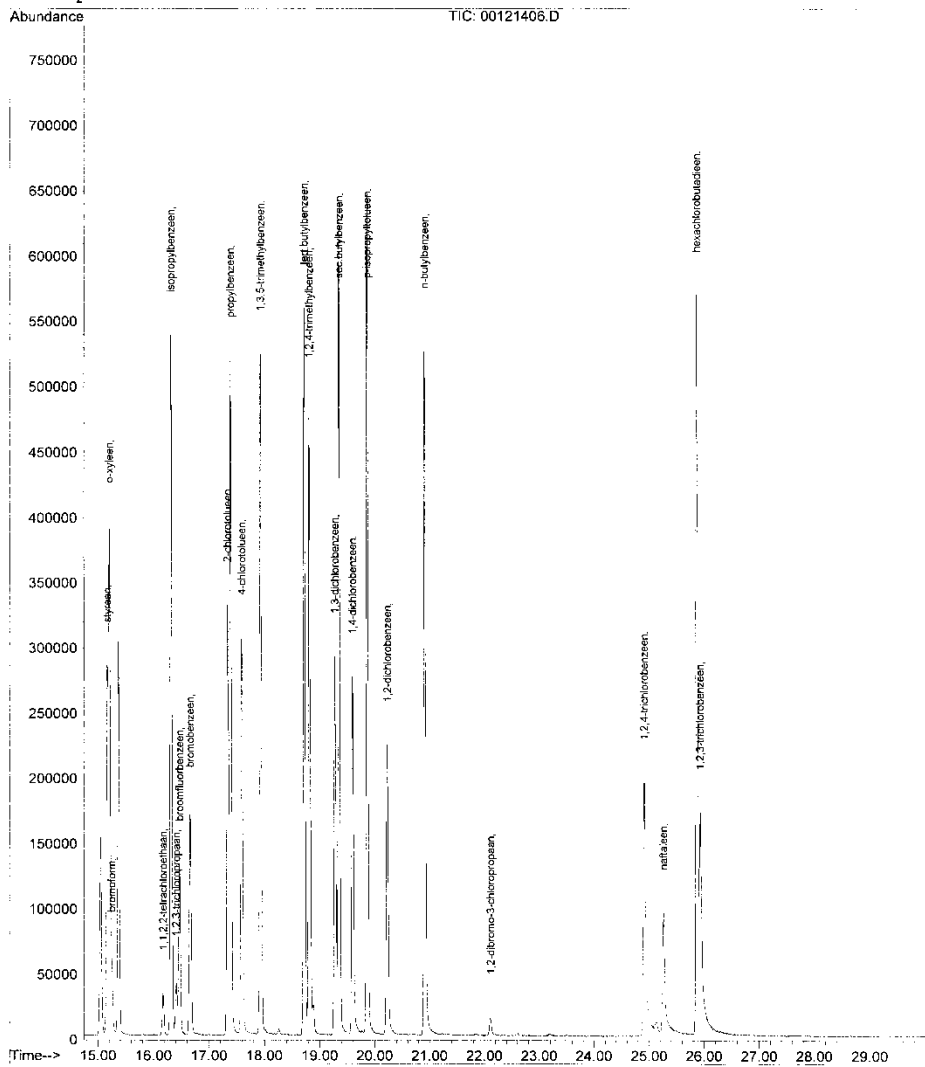 Abundance
TIC: 00121406.D
750000
700000
650000
600000
550000
500000
450000
400000
350000
300000
250000
200000
150000
100000
50000
0
o-xyleen,
styreen,
bromoform,
1,1,2,2-tetrachloroethaan,
isopropylbenzeen,
1,2,3-trichloropropaan,
broomfluorbenzeen,
bromobenzeen,
2-chlorotolueen,
propylbenzeen,
4-chlorotolueen,
1,3,5-trimethylbenzeen,
tert.butylbenzeen,
1,2,4-trimethylbenzeen,
1,3-dichlorobenzeen,
sec.butylbenzeen,
1,4-dichlorobenzeen,
p-isopropyltolueen,
1,2-dichlorobenzeen,
n-butylbenzeen,
1,2-dibromo-3-chloropropaan,
1,2,4-trichlorobenzeen,
naftaleen,
hexachlorobutadieen,
1,2,3-trichlorobenzeen,
Time--> 15.00 16.00 17.00 18.00 19.00 20.00 21.00 22.00 23.00 24.00 25.00 26.00 27.00 28.00 29.00